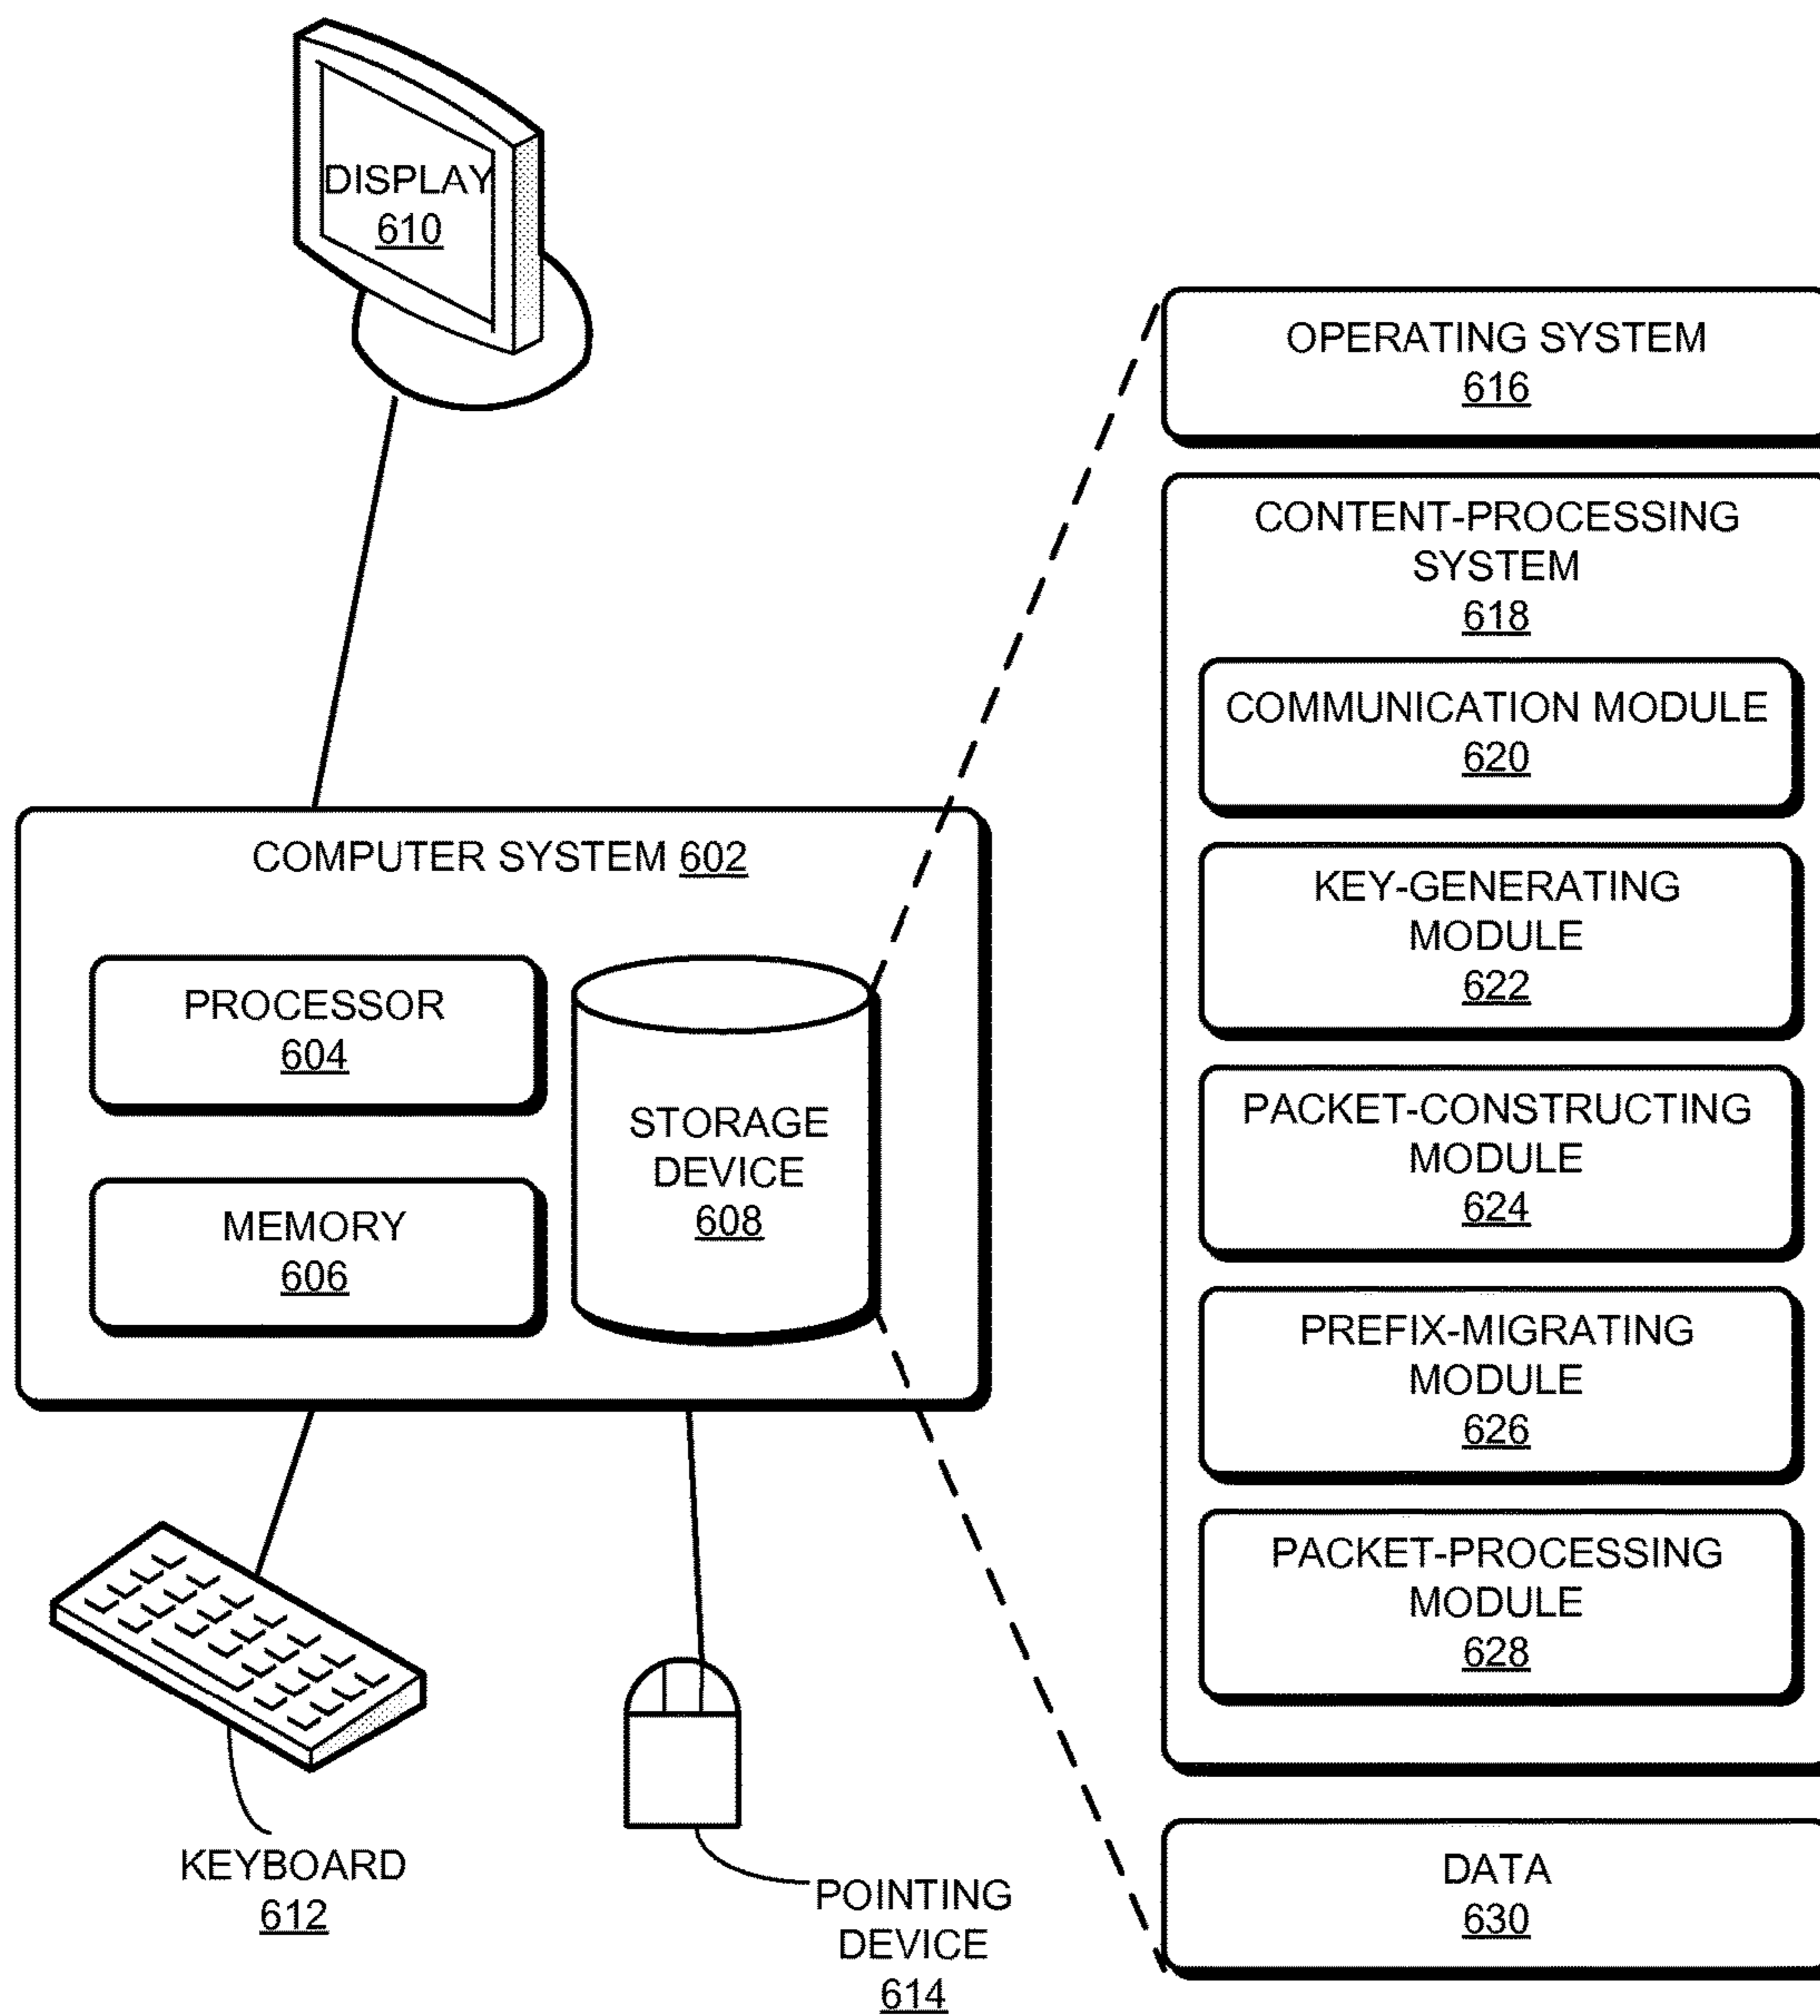 DISPLAY
610
COMPUTER SYSTEM 602
PROCESSOR
604
MEMORY
606
STORAGE
DEVICE
608
KEYBOARD
612
POINTING
DEVICE
614
OPERATING SYSTEM
616
CONTENT-PROCESSING
SYSTEM
618
COMMUNICATION MODULE
620
KEY-GENERATING
MODULE
622
PACKET-CONSTRUCTING
MODULE
624
PREFIX-MIGRATING
MODULE
626
PACKET-PROCESSING
MODULE
628
DATA
630